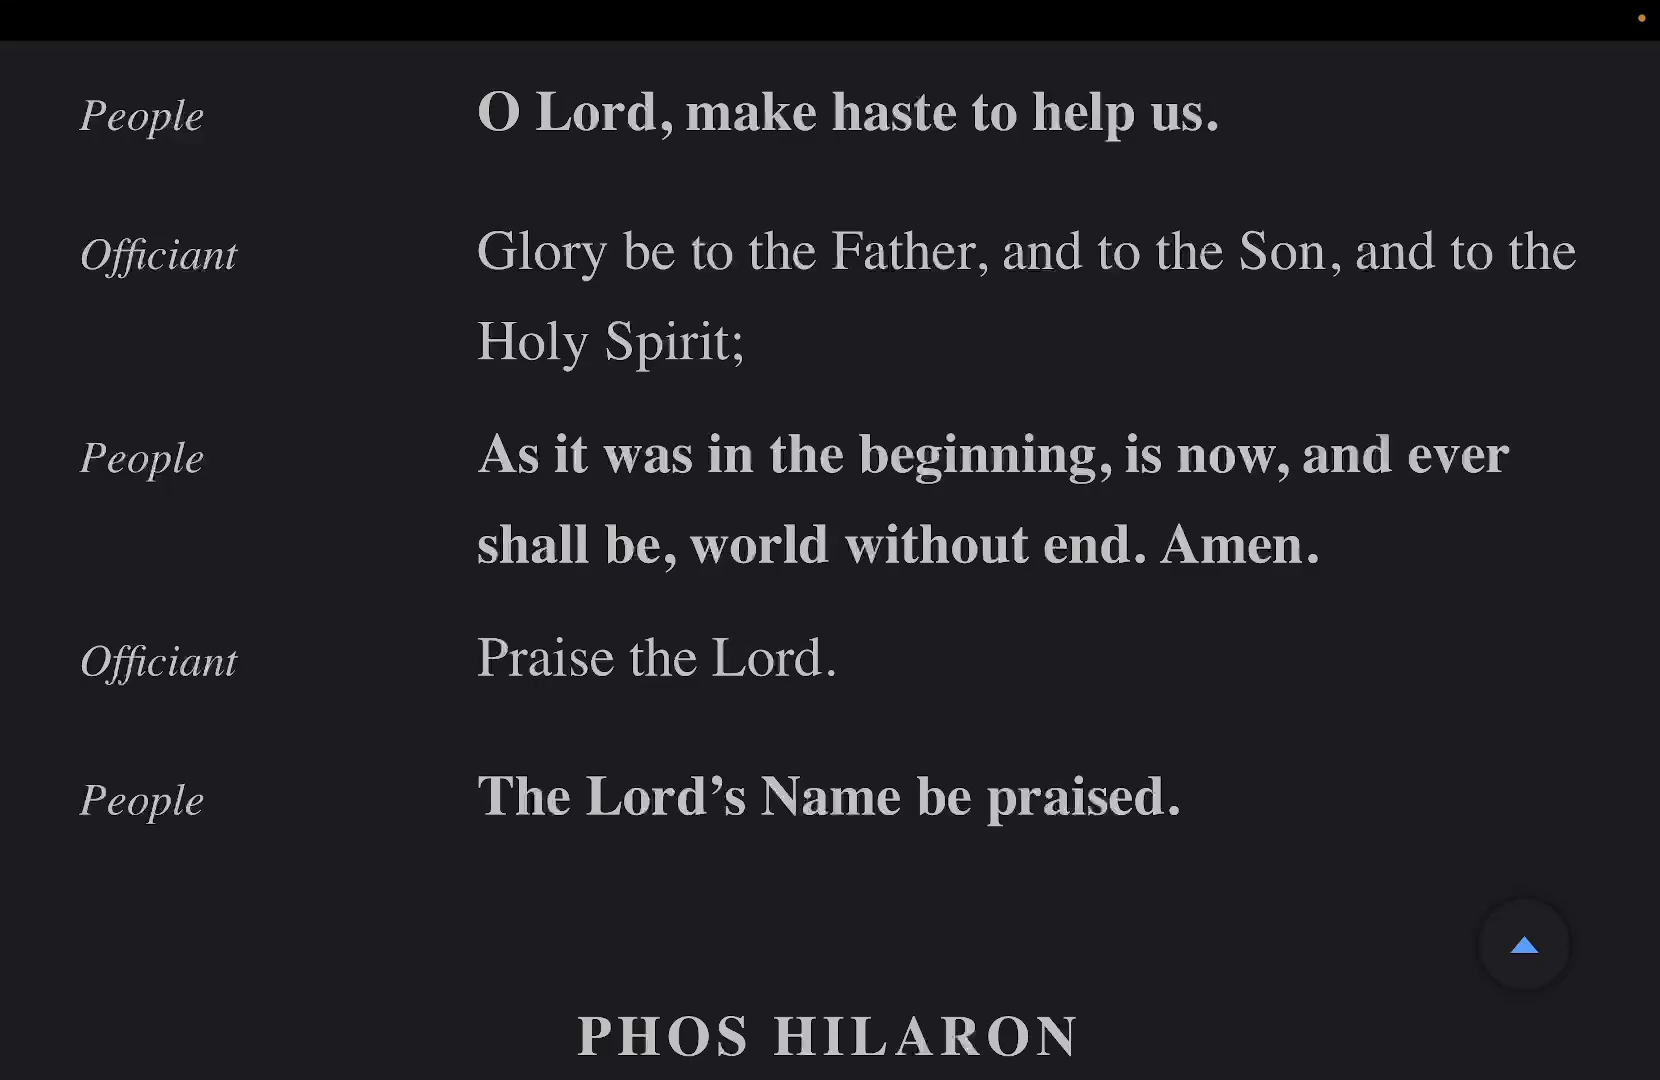 People O Lord, make haste to help us.
Officiant Glory be to the Father, and to the Son, and to the
Holy Spirit;
People As it was in the beginning, is now, and ever
shall be, world without end. Amen.
Officiant Praise the Lord.
People The Lord’s Name be praised.
PHOS HILARON